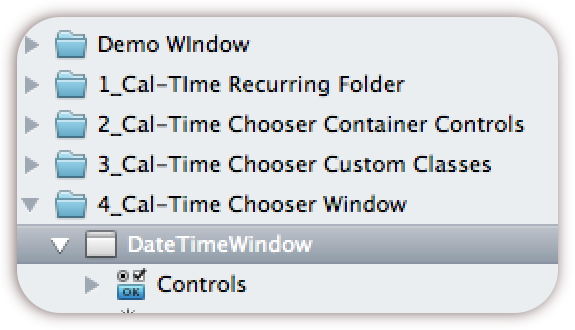 Demo WIndow
1_Cal-TIme Recurring Folder
2_Cal-Time Chooser Container Controls
3_Cal-Time Chooser Custom Classes
4_Cal-Time Chooser Window
DateTimeWindow
OK
Controls